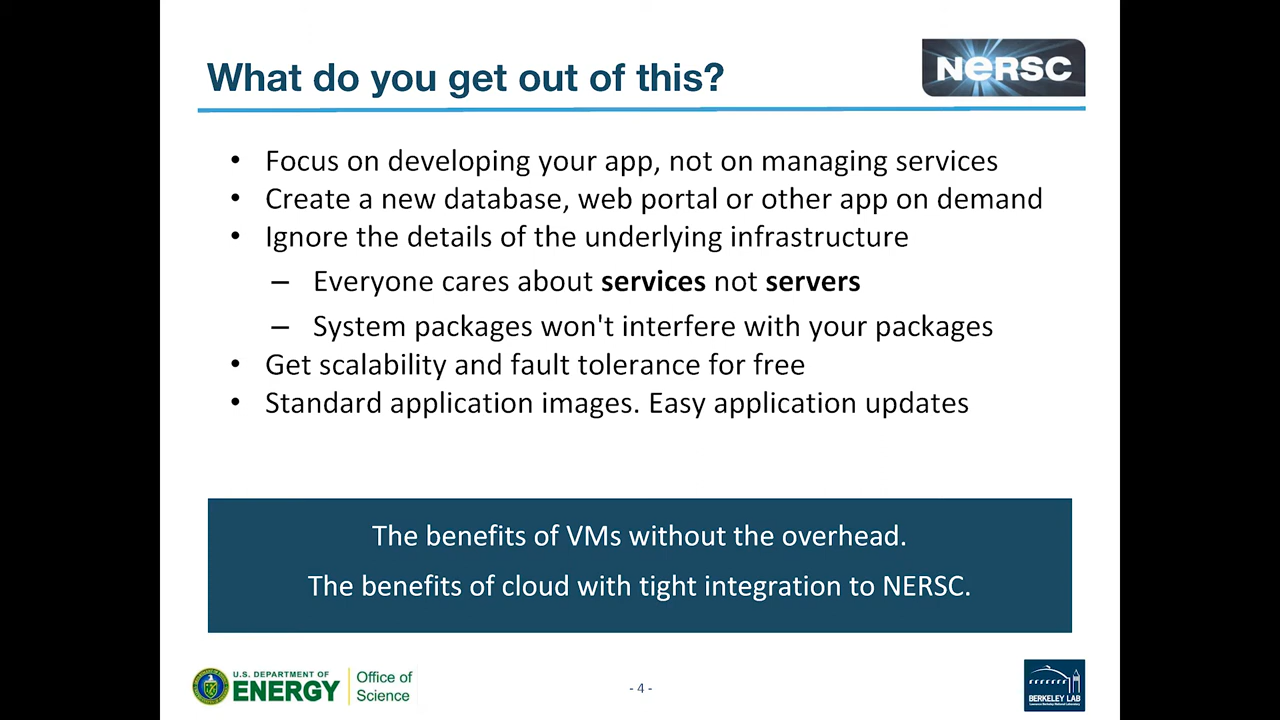 What do you get out of this?
NERSC
• Focus on developing your app, not on managing services
• Create a new database, web portal or other app on demand
• Ignore the details of the underlying infrastructure
– Everyone cares about services not servers
– System packages won't interfere with your packages
• Get scalability and fault tolerance for free
• Standard application images. Easy application updates
The benefits of VMs without the overhead.
The benefits of cloud with tight integration to NERSC.
U.S. DEPARTMENT OF
ENERGY
Office of
Science
- 4 -
BERKELEY LAB
Lawrence Berkeley National Laboratory